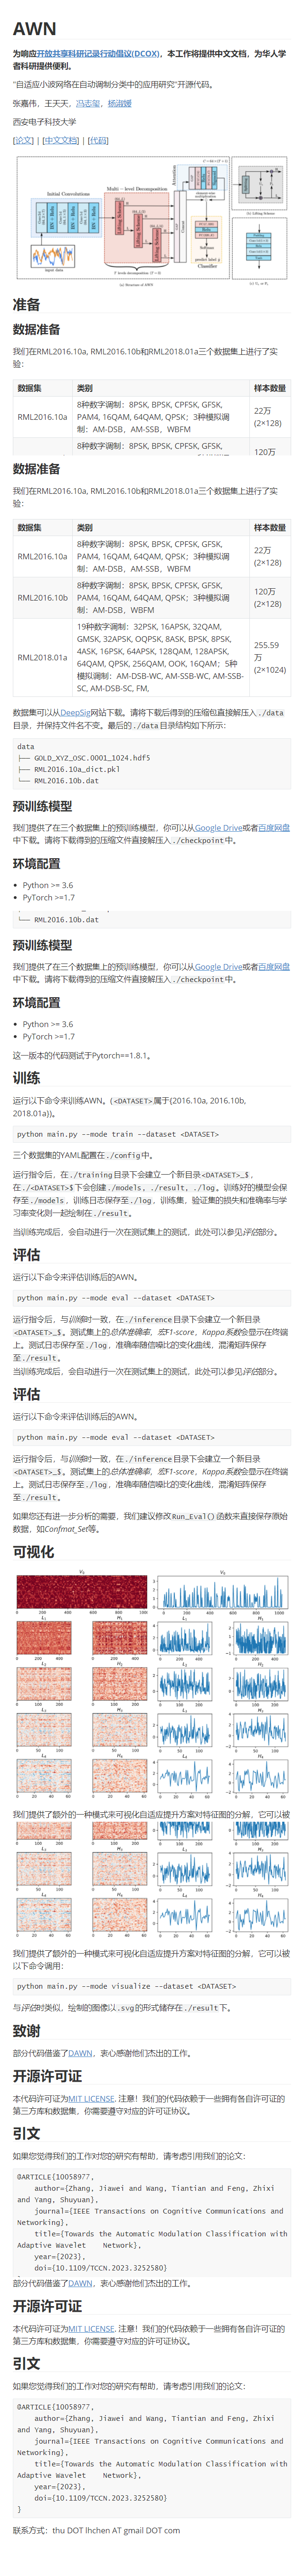 AWN
为响应开放共享科研记录行动倡议(DCOX)，本工作将提供中文文档，为华人学
者科研提供便利。
"自适应小波网络在自动调制分类中的应用研究"开源代码。
张嘉伟，王天天，冯志玺，杨淑媛
西安电子科技大学
[论文] | [中文文档] | [代码]
Initial Convolutions
Multi-level Decomposition
Classifier
(a) Structure of AWN
(b) Lifting Scheme
准备
数据准备
我们在RML2016.10a, RML2016.10b和RML2018.01a三个数据集上进行了实
验：
数据集 类别 样本数量
RML2016.10a 8种数字调制：8PSK, BPSK, CPFSK, GFSK, 22万
PAM4, 16QAM, 64QAM, QPSK；3种模拟调 (2×128)
制：AM-DSB，AM-SSB，WBFM
8种数字调制：8PSK, BPSK, CPFSK, GFSK, 120万
数据准备
我们在RML2016.10a, RML2016.10b和RML2018.01a三个数据集上进行了实
验：
数据集 类别 样本数量
RML2016.10a 8种数字调制：8PSK, BPSK, CPFSK, GFSK, 22万
PAM4, 16QAM, 64QAM, QPSK；3种模拟调 (2×128)
制：AM-DSB，AM-SSB，WBFM
RML2016.10b 8种数字调制：8PSK, BPSK, CPFSK, GFSK, 120万
PAM4, 16QAM, 64QAM, QPSK；3种模拟调 (2×128)
制：AM-DSB，WBFM
RML2018.01a 19种数字调制：32PSK, 16APSK, 32QAM, 255.59
GMSK, 32APSK, OQPSK, 8ASK, BPSK, 8PSK, 万
4ASK, 16PSK, 64APSK, 128QAM, 128APSK, (2×1024)
64QAM, QPSK, 256QAM, OOK, 16QAM；5种
模拟调制：AM-DSB-WC, AM-SSB-WC, AM-SSB-
SC, AM-DSB-SC, FM,
数据集可以从DeepSig网站下载。请将下载后得到的压缩包直接解压入./data
目录，并保持文件名不变。最后的./data目录结构如下所示：
data
├── GOLD_XYZ_OSC.0001_1024.hdf5
├── RML2016.10a_dict.pkl
└── RML2016.10b.dat
预训练模型
我们提供了在三个数据集上的预训练模型，你可以从Google Drive或者百度网盘
中下载。请将下载得到的压缩文件直接解压入./checkpoint中。
环境配置
Python >= 3.6
PyTorch >=1.7
└── RML2016.10b.dat
预训练模型
我们提供了在三个数据集上的预训练模型，你可以从Google Drive或者百度网盘
中下载。请将下载得到的压缩文件直接解压入./checkpoint中。
环境配置
Python >= 3.6
PyTorch >=1.7
这一版本的代码测试于Pytorch==1.8.1。
训练
运行以下命令来训练AWN。(<DATASET>属于{2016.10a, 2016.10b,
2018.01a})。
python main.py --mode train --dataset <DATASET>
三个数据集的YAML配置在./config中。
运行指令后，在./training目录下会建立一个新目录<DATASET>_$，
在./<DATASET>$下会创建./models, ./result, ./log。训练好的模型会保
存至./models，训练日志保存至./log，训练集，验证集的损失和准确率与学
习率变化则一起绘制在./result。
当训练完成后，会自动进行一次在测试集上的测试，此处可以参见评估部分。
评估
运行以下命令来评估训练后的AWN。
python main.py --mode eval --dataset <DATASET>
运行指令后，与训练时一致，在./inference目录下会建立一个新目录
<DATASET>_$。测试集上的总体准确率，宏F1-score，Kappa系数会显示在终端
上。测试日志保存至./log，准确率随信噪比的变化曲线，混淆矩阵保存
至./result。
当训练完成后，会自动进行一次在测试集上的测试，此处可以参见评估部分。
评估
运行以下命令来评估训练后的AWN。
python main.py --mode eval --dataset <DATASET>
运行指令后，与训练时一致，在./inference目录下会建立一个新目录
<DATASET>_$。测试集上的总体准确率，宏F1-score，Kappa系数会显示在终端
上。测试日志保存至./log，准确率随信噪比的变化曲线，混淆矩阵保存
至./result。
如果您还有进一步分析的需要，我们建议修改Run_Eval()函数来直接保存原始
数据，如Confmat_Set等。
可视化
我们提供了额外的一种模式来可视化自适应提升方案对特征图的分解，它可以被
我们提供了额外的一种模式来可视化自适应提升方案对特征图的分解，它可以被
以下命令调用：
python main.py --mode visualize --dataset <DATASET>
与评估时类似，绘制的图像以.svg的形式储存在./result下。
致谢
部分代码借鉴了DAWN，衷心感谢他们杰出的工作。
开源许可证
本代码许可证为MIT LICENSE. 注意！我们的代码依赖于一些拥有各自许可证的
第三方库和数据集，你需要遵守对应的许可证协议。
引文
如果您觉得我们的工作对您的研究有帮助，请考虑引用我们的论文：
@ARTICLE{10058977,
author={Zhang, Jiawei and Wang, Tiantian and Feng, Zhixi
and Yang, Shuyuan},
journal={IEEE Transactions on Cognitive Communications and
Networking},
title={Towards the Automatic Modulation Classification with
Adaptive Wavelet Network},
year={2023},
doi={10.1109/TCCN.2023.3252580}
部分代码借鉴了DAWN，衷心感谢他们杰出的工作。
开源许可证
本代码许可证为MIT LICENSE. 注意！我们的代码依赖于一些拥有各自许可证的
第三方库和数据集，你需要遵守对应的许可证协议。
引文
如果您觉得我们的工作对您的研究有帮助，请考虑引用我们的论文：
@ARTICLE{10058977,
author={Zhang, Jiawei and Wang, Tiantian and Feng, Zhixi
and Yang, Shuyuan},
journal={IEEE Transactions on Cognitive Communications and
Networking},
title={Towards the Automatic Modulation Classification with
Adaptive Wavelet Network},
year={2023},
doi={10.1109/TCCN.2023.3252580}
}
联系方式：thu DOT lhchen AT gmail DOT com